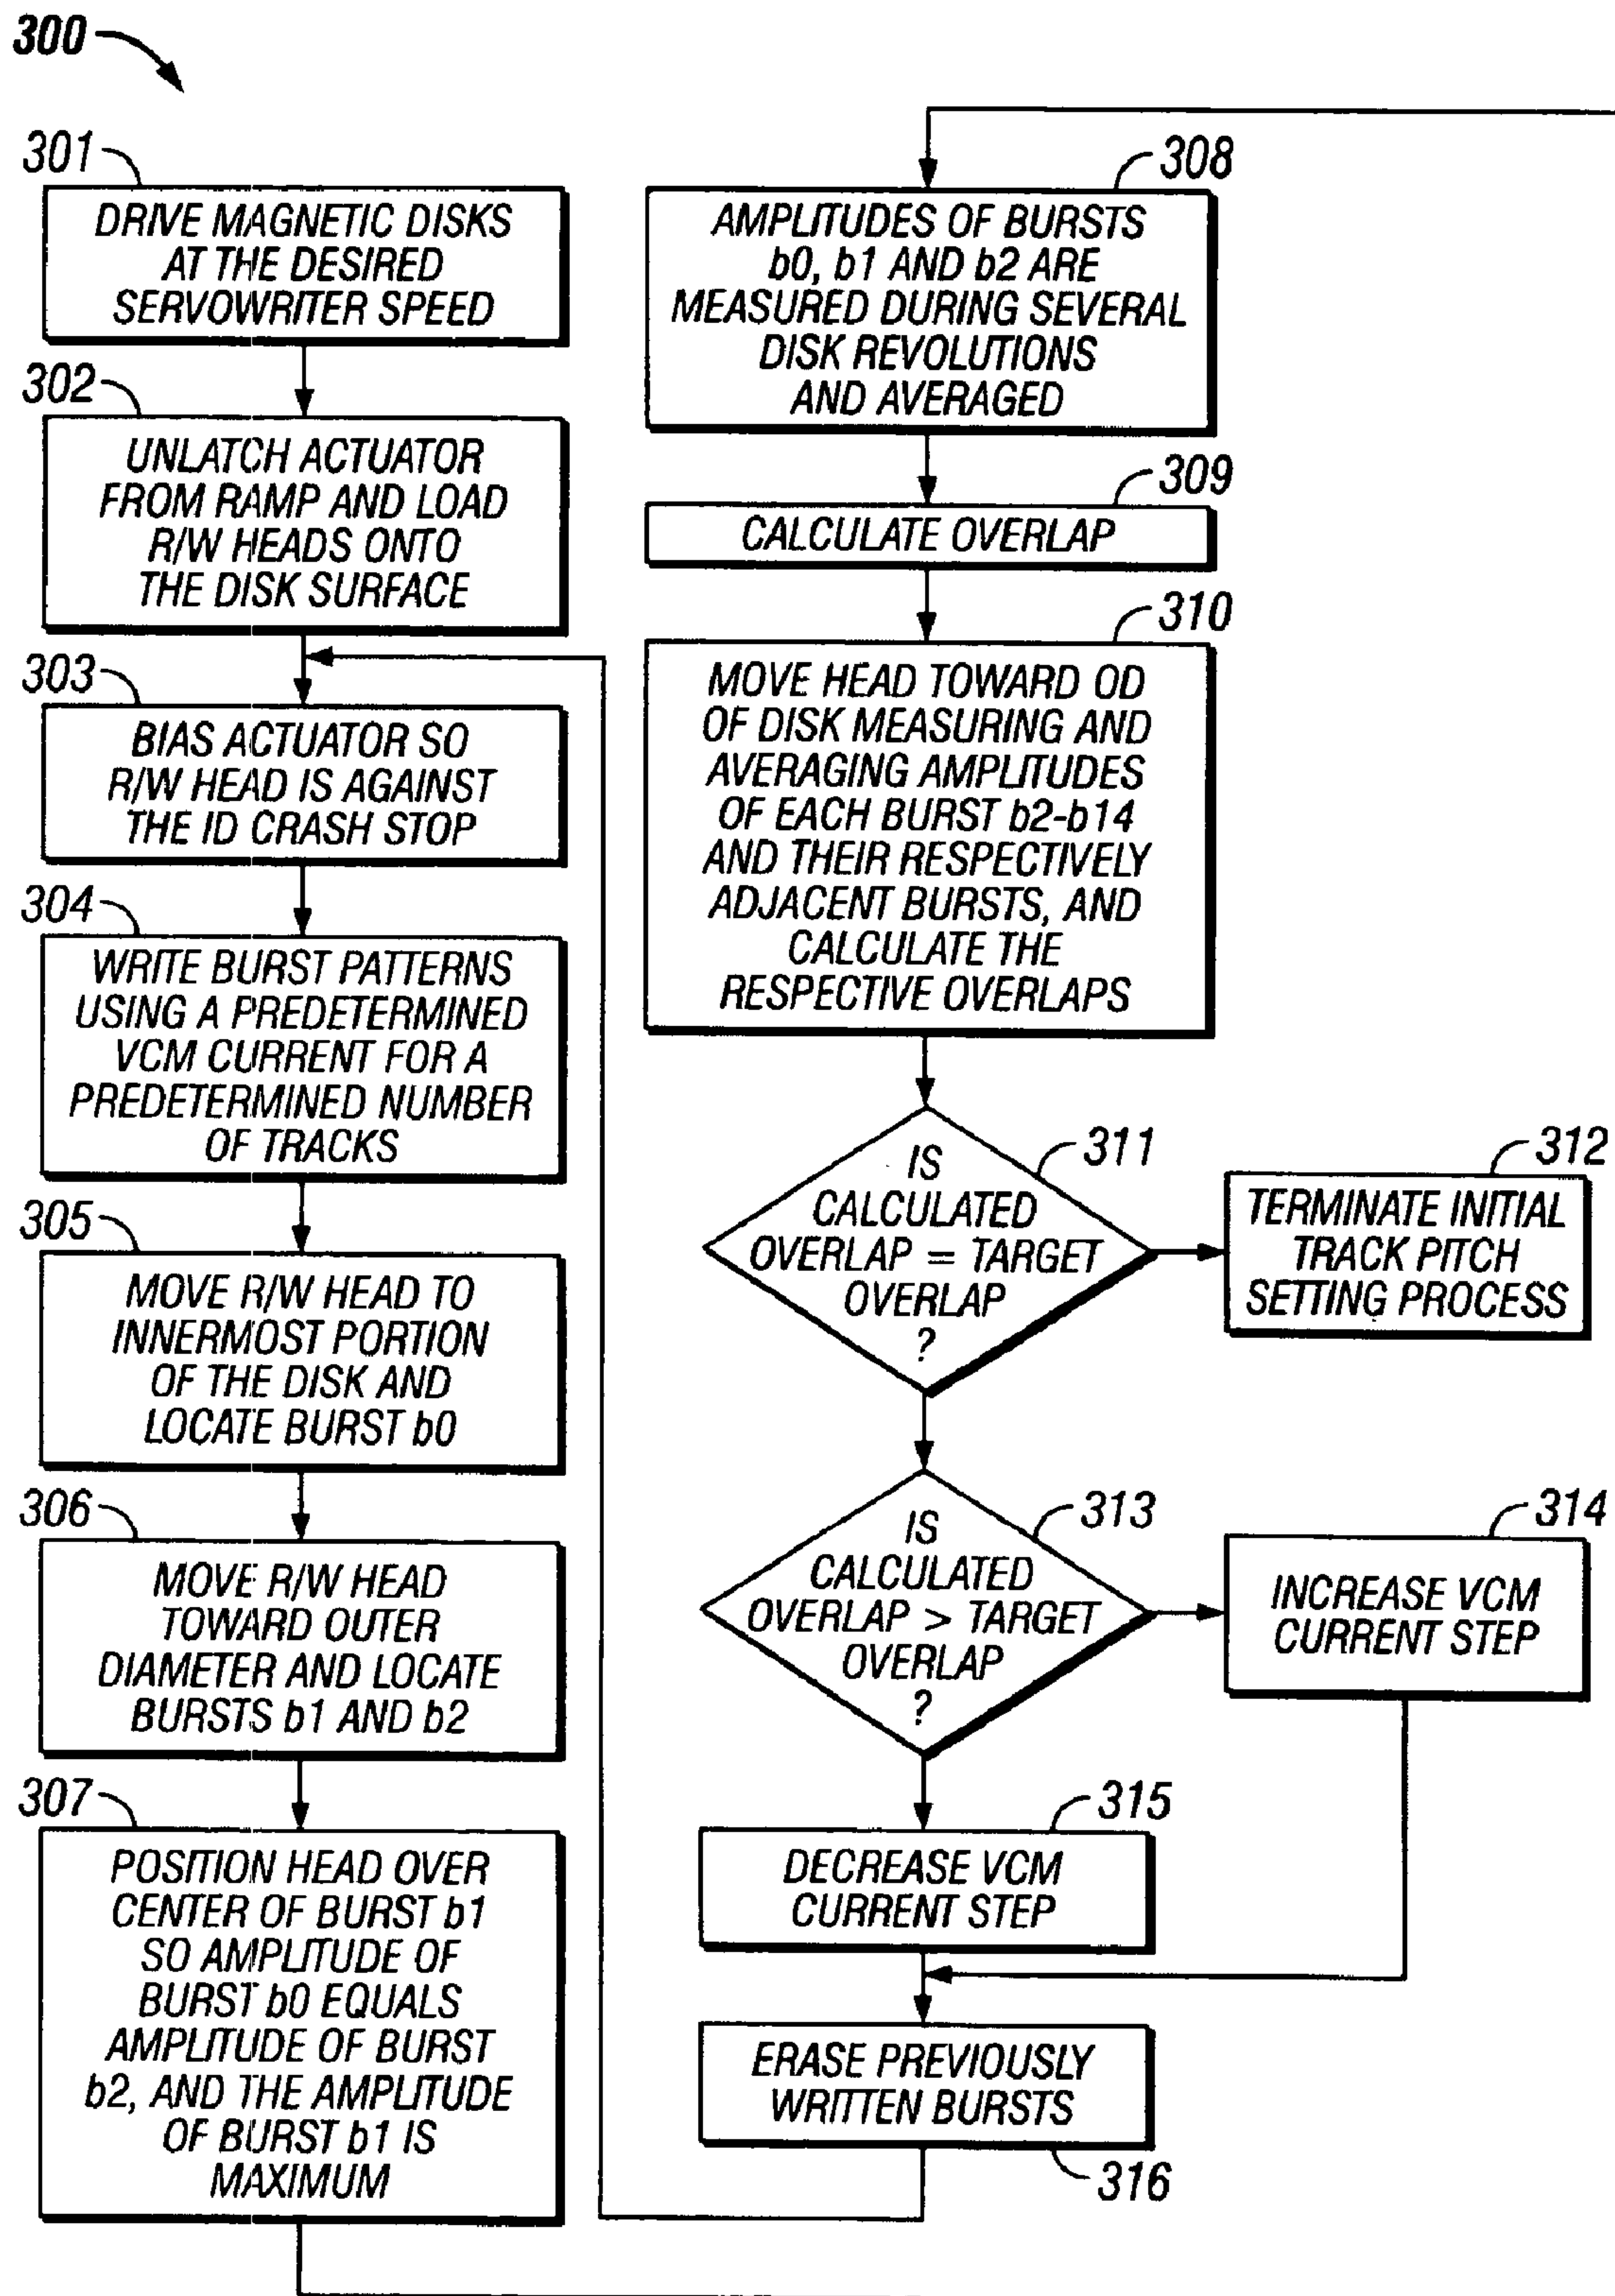 300
301
DRIVE MAGNETIC DISKS
AT THE DESIRED
SERVOWRITER SPEED
302
UNLATCH ACTUATOR
FROM RAMP AND LOAD
R/W HEADS ONTO
THE DISK SURFACE
303
BIAS ACTUATOR SO
R/W HEAD IS AGAINST
THE ID CRASH STOP
304
WRITE BURST PATTERNS
USING A PREDETERMINED
VCM CURRENT FOR A
PREDETERMINED NUMBER
OF TRACKS
305
MOVE R/W HEAD TO
INNERMOST PORTION
OF THE DISK AND
LOCATE BURST b0
306
MOVE R/W HEAD
TOWARD OUTER
DIAMETER AND LOCATE
BURSTS b1 AND b2
307
POSITION HEAD OVER
CENTER OF BURST b1
SO AMPLITUDE OF
BURST b0 EQUALS
AMPLITUDE OF BURST
b2, AND THE AMPLITUDE
OF BURST b1 IS
MAXIMUM
308
AMPLITUDES OF BURSTS
b0, b1 AND b2 ARE
MEASURED DURING SEVERAL
DISK REVOLUTIONS
AND AVERAGED
309
CALCULATE OVERLAP
310
MOVE HEAD TOWARD OD
OF DISK MEASURING AND
AVERAGING AMPLITUDES
OF EACH BURST b2-b14
AND THEIR RESPECTIVELY
ADJACENT BURSTS, AND
CALCULATE THE
RESPECTIVE OVERLAPS
311
IS
CALCULATED
OVERLAP = TARGET
OVERLAP
?
312
TERMINATE INITIAL
TRACK PITCH
SETTING PROCESS
313
IS
CALCULATED
OVERLAP > TARGET
OVERLAP
?
314
INCREASE VCM
CURRENT STEP
315
DECREASE VCM
CURRENT STEP
ERASE PREVIOUSLY
WRITTEN BURSTS
316